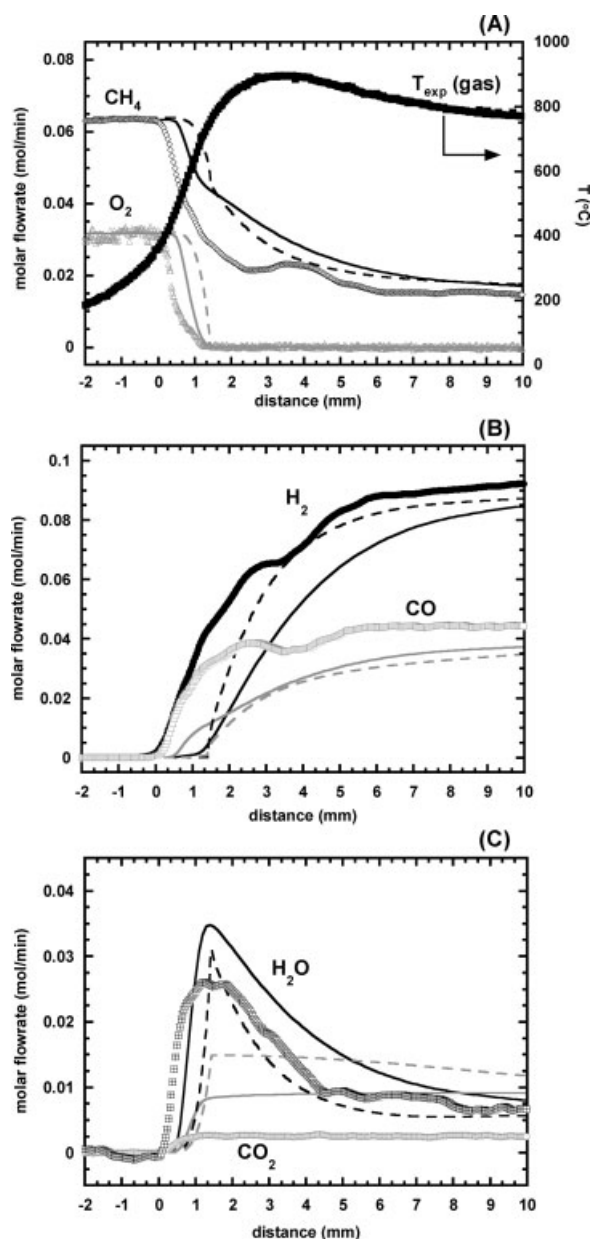 (A)
0.08
0.06
0.04
0.02
0
molar flowrate (mol/min)
CH4
O2
Texp (gas)
1000
800
600
400
200
0
T(°C)
-2 -1 0 1 2 3 4 5 6 7 8 9 10
distance (mm)
(B)
0.1
0.08
0.06
0.04
0.02
0
molar flowrate (mol/min)
H2
CO
-2 -1 0 1 2 3 4 5 6 7 8 9 10
distance (mm)
(C)
0.04
0.03
0.02
0.01
0
molar flowrate (mol/min)
H2O
CO2
-2 -1 0 1 2 3 4 5 6 7 8 9 10
distance (mm)